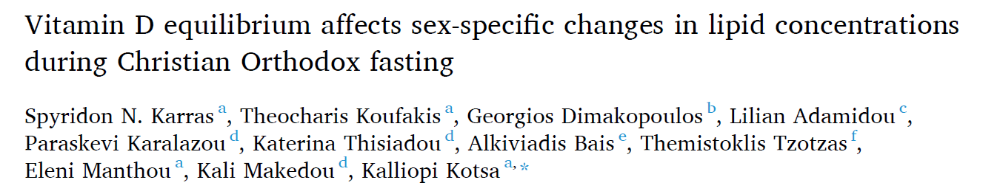 Vitamin D equilibrium affects sex-specific changes in lipid concentrations
during Christian Orthodox fasting
Spyridon N. Karras a, Theocharis Koufakis a, Georgios Dimakopoulos b, Lilian Adamidou c,
Paraskevi Karalazou d, Katerina Thisiadou d, Alkiviadis Bais e, Themistoklis Tzotzas f,
Eleni Manthou a, Kali Makedou d, Kalliopi Kotsa a, *